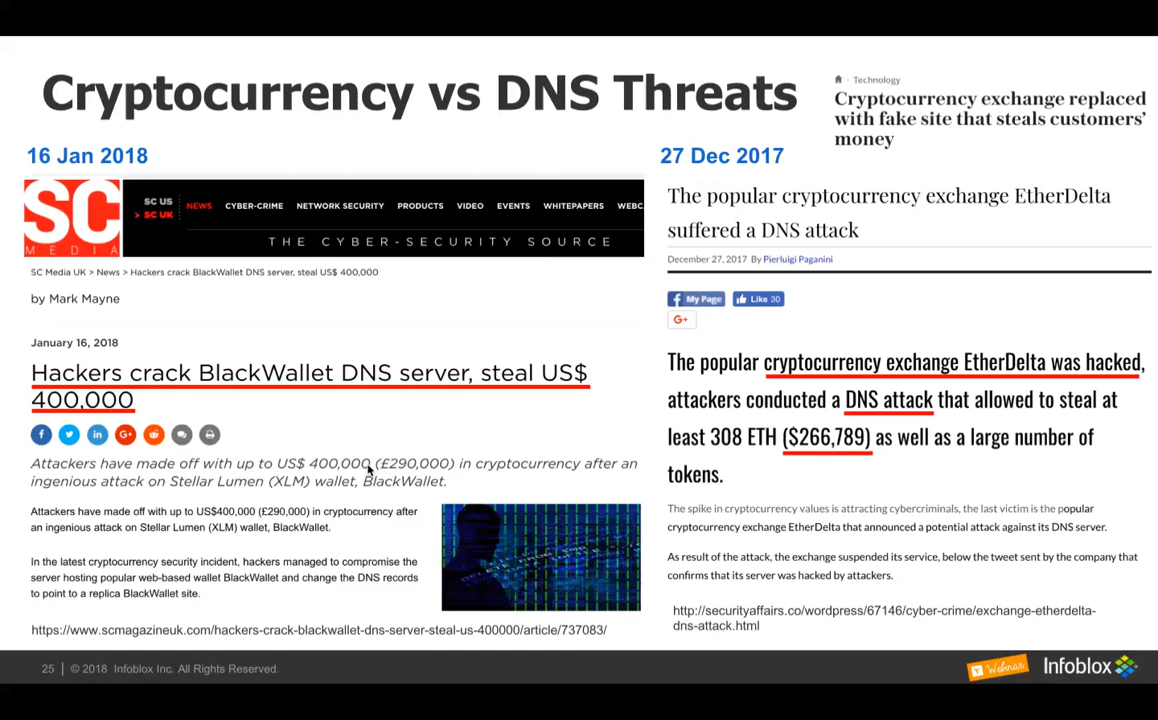 Cryptocurrency vs DNS Threats
Technology
Cryptocurrency exchange replaced
with fake site that steals customers’
money
16 Jan 2018
SC
MEDIA
SC US
> SC UK
NEWS CYBER-CRIME NETWORK SECURITY PRODUCTS VIDEO EVENTS WHITEPAPERS WEBC
THE CYBER-SECURITY SOURCE
SC Media UK > News > Hackers crack BlackWallet DNS server, steal US$ 400,000
by Mark Mayne
January 16, 2018
Hackers crack BlackWallet DNS server, steal US$
400,000
Attackers have made off with up to US$ 400,000 (£290,000) in cryptocurrency after an
ingenious attack on Stellar Lumen (XLM) wallet, BlackWallet.
Attackers have made off with up to US$400,000 (£290,000) in cryptocurrency after
an ingenious attack on Stellar Lumen (XLM) wallet, BlackWallet.
In the latest cryptocurrency security incident, hackers managed to compromise the
server hosting popular web-based wallet BlackWallet and change the DNS records
to point to a replica BlackWallet site.
https://www.scmagazineuk.com/hackers-crack-blackwallet-dns-server-steal-us-400000/article/737083/
27 Dec 2017
The popular cryptocurrency exchange EtherDelta
suffered a DNS attack
December 27, 2017 By Pierluigi Paganini
My Page Like 30
G+
The popular cryptocurrency exchange EtherDelta was hacked,
attackers conducted a DNS attack that allowed to steal at
least 308 ETH ($266,789) as well as a large number of
tokens.
The spike in cryptocurrency values is attracting cybercriminals, the last victim is the popular
cryptocurrency exchange EtherDelta that announced a potential attack against its DNS server.
As result of the attack, the exchange suspended its service, below the tweet sent by the company that
confirms that its server was hacked by attackers.
http://securityaffairs.co/wordpress/67146/cyber-crime/exchange-etherdelta-
dns-attack.html
25 | © 2018 Infoblox Inc. All Rights Reserved.
Webinar
Infoblox